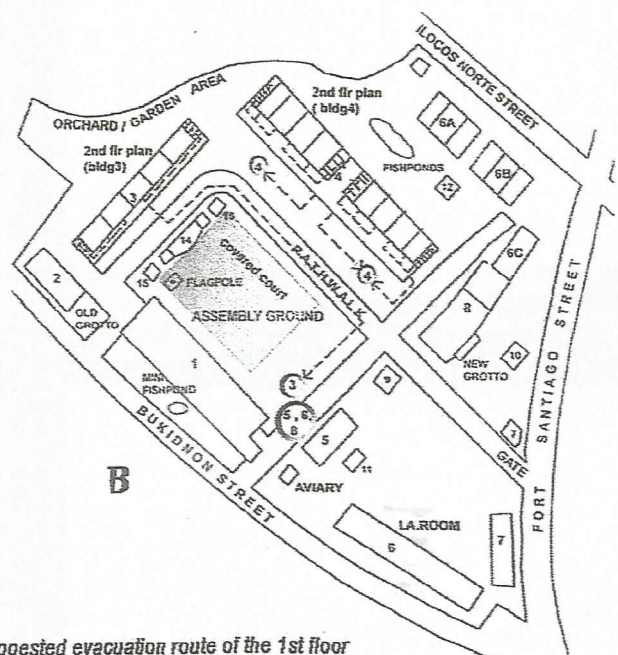 ILOCOS NORTE STREET
ORCHARD / GARDEN AREA
2nd flr plan
( bldg4)
2nd flr plan
(bldg3)
6A
6B
FISHPONDS
12
3
4
4
4
16
14
15
covered court
FLAGPOLE
ASSEMBLY GROUND
P.A.T.H.W.A.L.K
6C
8
2
OLD
GROTTO
1
MINI
FISHPOND
NEW
GROTTO
10
3
5, 6,
8
9
5
11
AVIARY
GATE
FORT SANTIAGO STREET
BUKIDNON STREET
B
I.A.ROOM
6
7
ggested evacuation route of the 1st floor